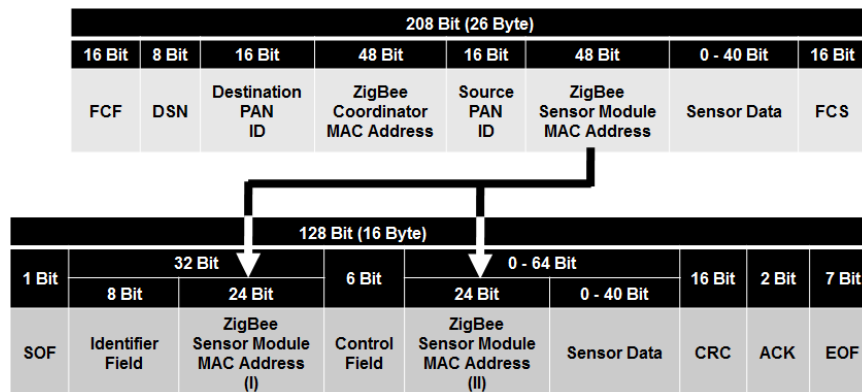 208 Bit (26 Byte)
16 Bit 8 Bit 16 Bit 48 Bit 16 Bit 48 Bit 0 - 40 Bit 16 Bit
FCF DSN Destination PAN ID ZigBee Coordinator MAC Address Source PAN ID ZigBee Sensor Module MAC Address Sensor Data FCS
128 Bit (16 Byte)
1 Bit 32 Bit 6 Bit 0 - 64 Bit 16 Bit 2 Bit 7 Bit
8 Bit 24 Bit 24 Bit 0 - 40 Bit
SOF Identifier Field ZigBee Sensor Module MAC Address (I) Control Field ZigBee Sensor Module MAC Address (II) Sensor Data CRC ACK EOF